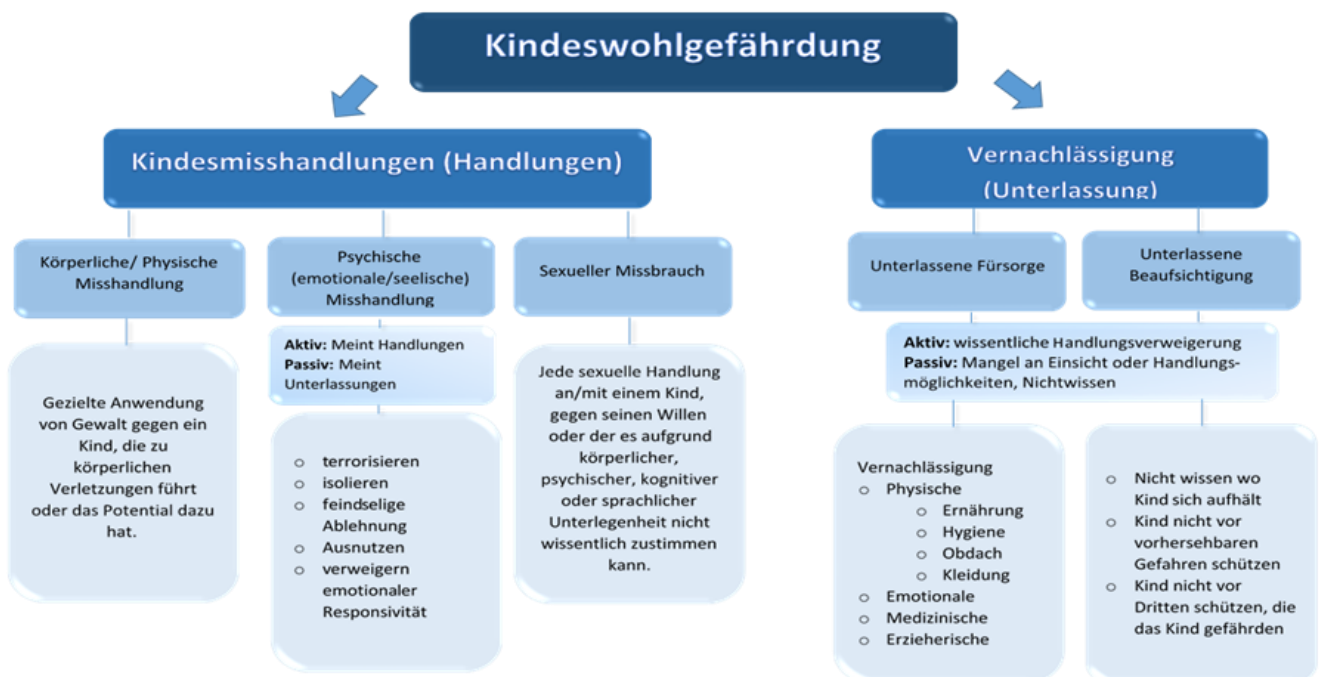 Kindeswohlgefährdung
Kindesmisshandlungen (Handlungen)
Körperliche/ Physische
Misshandlung
Gezielte Anwendung
von Gewalt gegen ein
Kind, die zu
körperlichen
Verletzungen führt
oder das Potential dazu
hat.
Psychische
(emotionale/seelische)
Misshandlung
Aktiv: Meint Handlungen
Passiv: Meint
Unterlassungen
o terrorisieren
o isolieren
o feindselige
Ablehnung
o Ausnutzen
o verweigern
emotionaler
Responsivität
Sexueller Missbrauch
Jede sexuelle Handlung
an/mit einem Kind,
gegen seinen Willen
oder der es aufgrund
körperlicher,
psychischer, kognitiver
oder sprachlicher
Unterlegenheit nicht
wissentlich zustimmen
kann.
Vernachlässigung
(Unterlassung)
Unterlassene Fürsorge
Unterlassene
Beaufsichtigung
Aktiv: wissentliche Handlungsverweigerung
Passiv: Mangel an Einsicht oder Handlungs-
möglichkeiten, Nichtwissen
Vernachlässigung
o Physische
o Ernährung
o Hygiene
o Obdach
o Kleidung
o Emotionale
o Medizinische
o Erzieherische
o Nicht wissen wo
Kind sich aufhält
o Kind nicht vor
vorhersehbaren
Gefahren schützen
o Kind nicht vor
Dritten schützen, die
das Kind gefährden